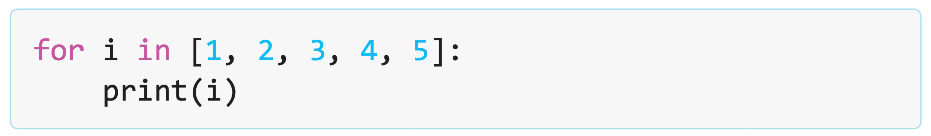 for i in [1, 2, 3, 4, 5]:
    print(i)